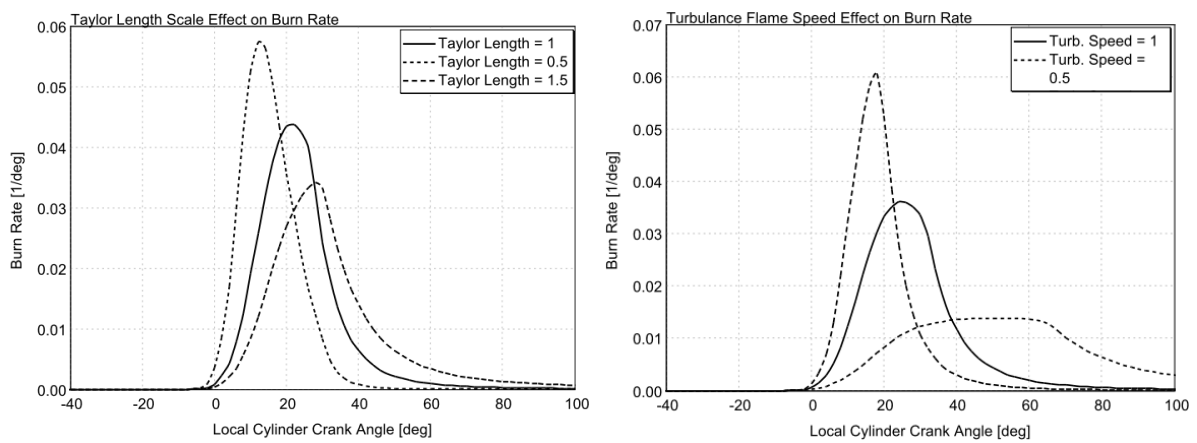 Taylor Length Scale Effect on Burn Rate
0.06
0.05
0.04
0.03
0.02
0.01
0.00
Burn Rate [1/deg]
Taylor Length = 1
Taylor Length = 0.5
Taylor Length = 1.5
-40
-20
0
20
40
60
80
100
Local Cylinder Crank Angle [deg]
Turbulance Flame Speed Effect on Burn Rate
0.07
0.06
0.05
0.04
0.03
0.02
0.01
0.00
Burn Rate [1/deg]
Turb. Speed = 1
Turb. Speed =
0.5
-40
-20
0
20
40
60
80
100
Local Cylinder Crank Angle [deg]